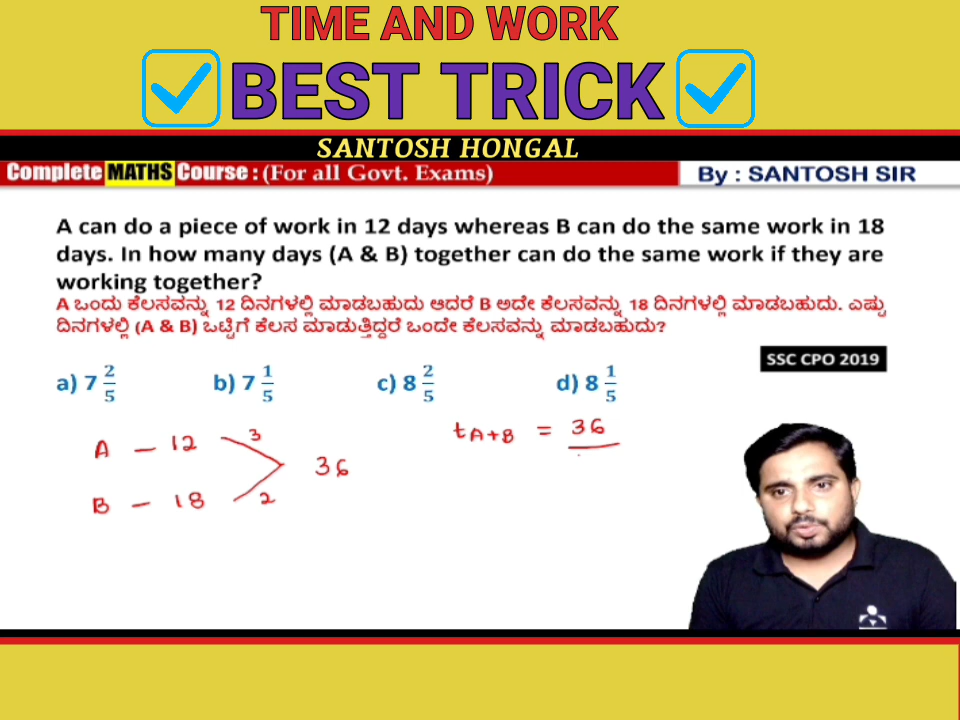 TIME AND WORK
BEST TRICK
SANTOSH HONGAL
Complete MATHS Course : (For all Govt. Exams)
By : SANTOSH SIR
A can do a piece of work in 12 days whereas B can do the same work in 18
days. In how many days (A & B) together can do the same work if they are
working together?
A ಒಂದು ಕೆಲಸವನ್ನು 12 ದಿನಗಳಲ್ಲಿ ಮಾಡಬಹುದು ಆದರೆ B ಅದೇ ಕೆಲಸವನ್ನು 18 ದಿನಗಳಲ್ಲಿ ಮಾಡಬಹುದು. ಎಷ್ಟು
ದಿನಗಳಲ್ಲಿ (A & B) ಒಟ್ಟಿಗೆ ಕೆಲಸ ಮಾಡುತ್ತಿದ್ದರೆ ಒಂದೇ ಕೆಲಸವನ್ನು ಮಾಡಬಹುದು?
SSC CPO 2019
a) 7 2/5 b) 7 1/5 c) 8 2/5 d) 8 1/5
A – 12 3
36
B – 18 2
t A+B = 36